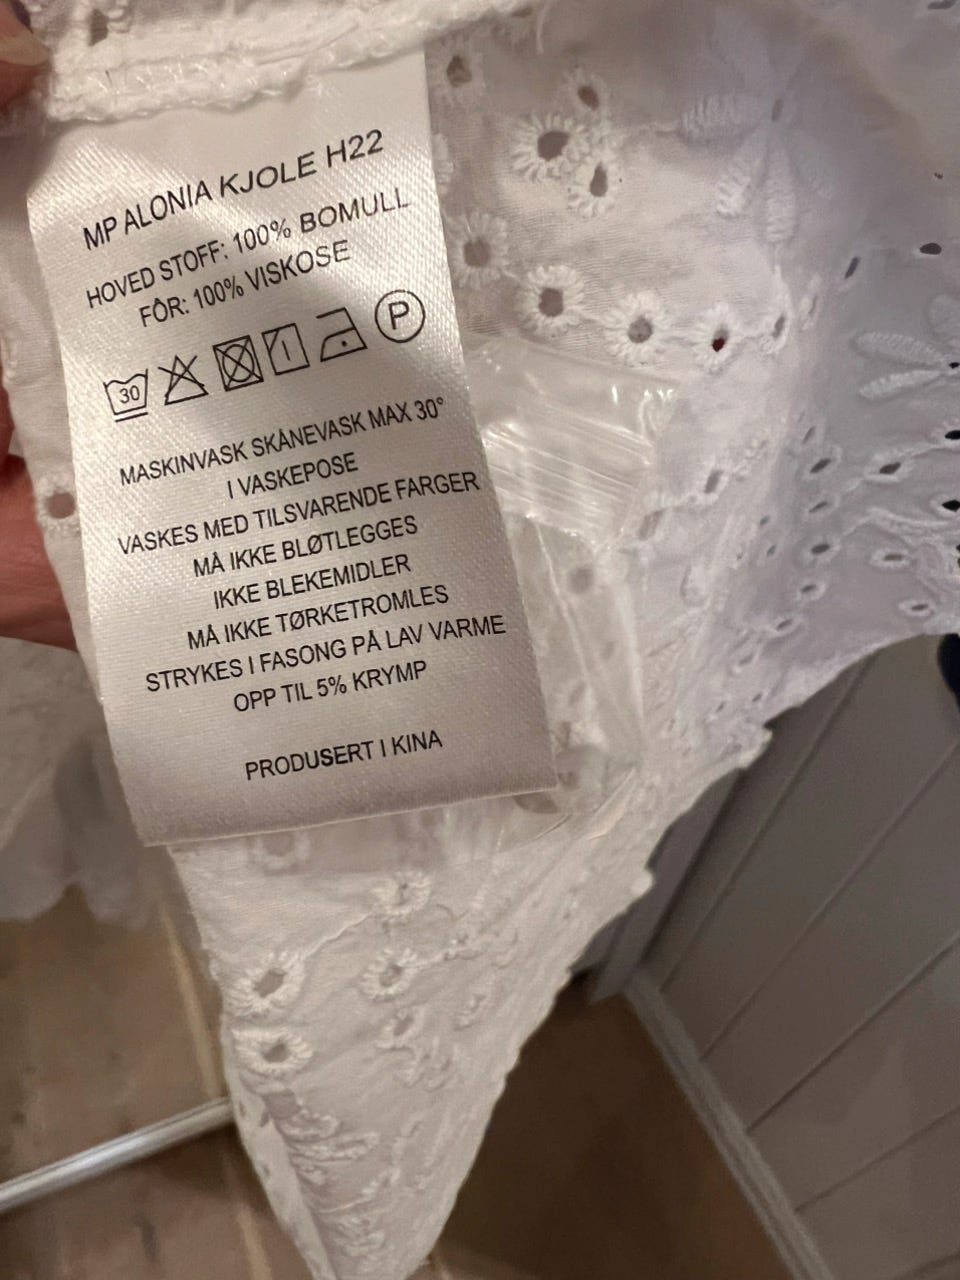 MP ALONIA KJOLE H22
HOVED STOFF: 100% BOMULL
FÔR: 100% VISKOSE
30 P
MASKINVASK SKÅNEVASK MAX 30°
I VASKEPOSE
VASKES MED TILSVARENDE FARGER
MÅ IKKE BLØTLEGGES
IKKE BLEKEMIDLER
MÅ IKKE TØRKETROMLES
STRYKES I FASONG PÅ LAV VARME
OPP TIL 5% KRYMP
PRODUSERT I KINA